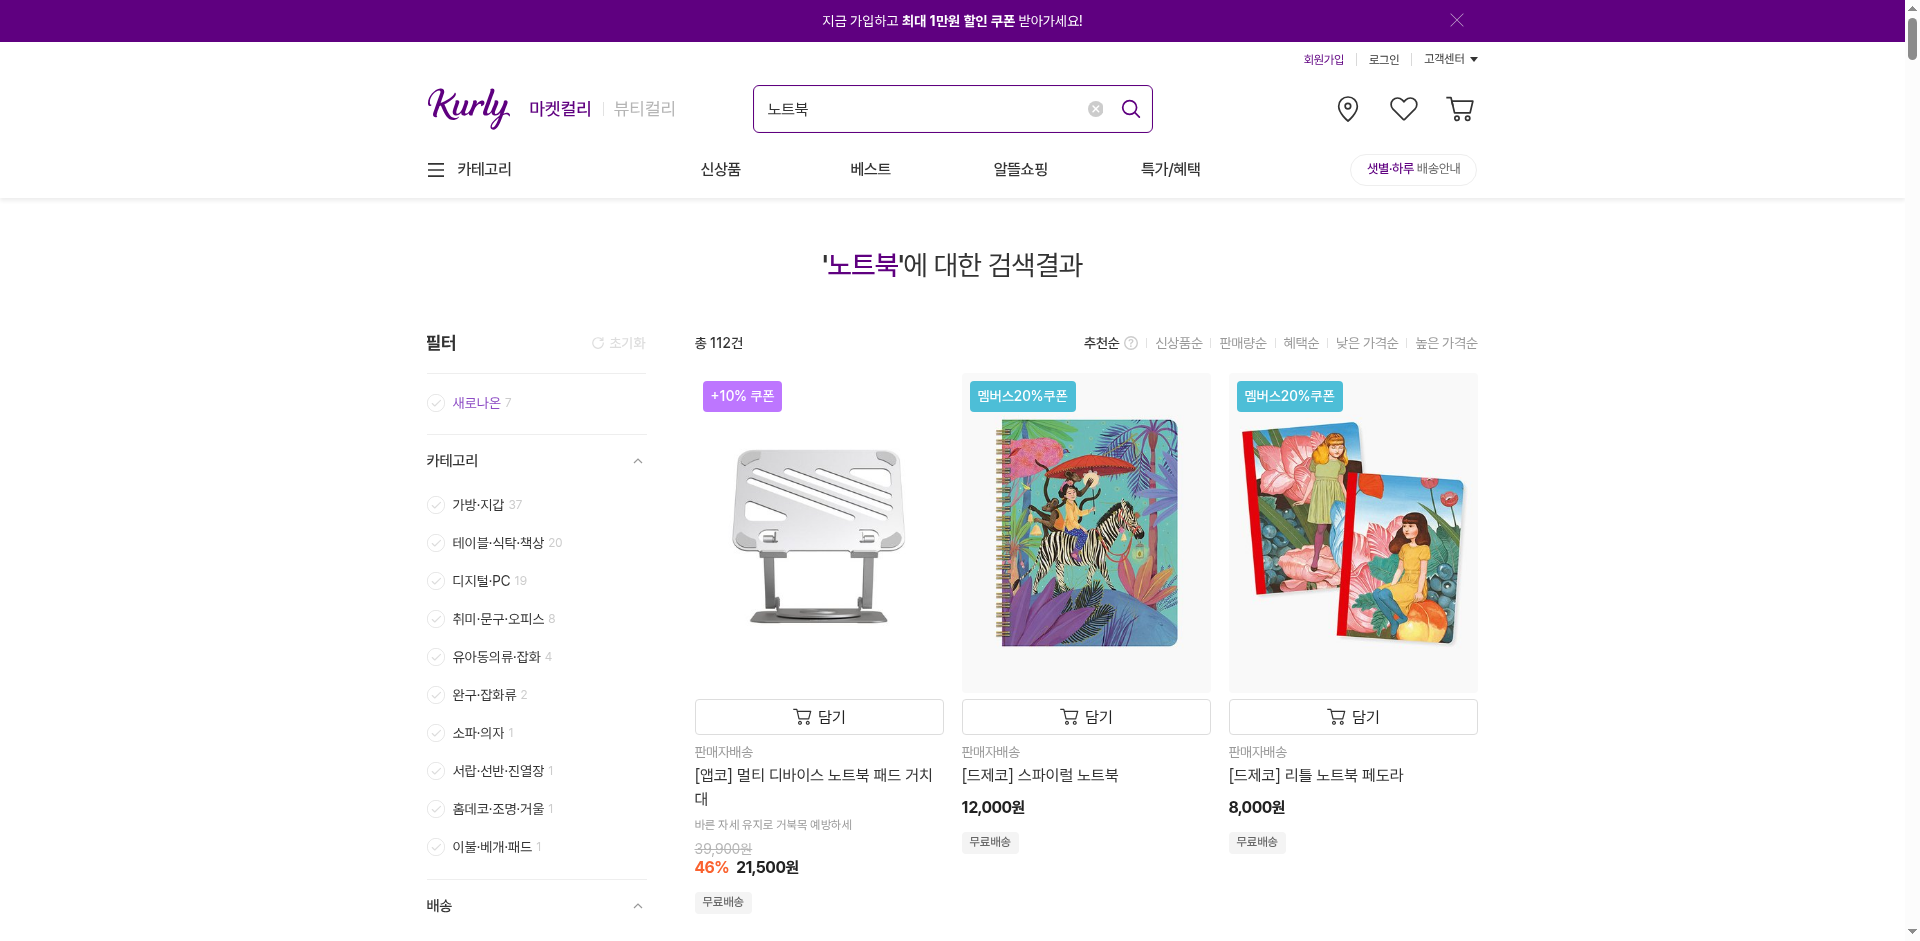 지금 가입하고 최대 1만원 할인 쿠폰 받아가세요!
회원가입
로그인
고객센터
Kurly
마켓컬리
뷰티컬리
노트북
카테고리
신상품
베스트
알뜰쇼핑
특가/혜택
샛별·하루 배송안내
'노트북'에 대한 검색결과
필터
초기화
새로나온 7
카테고리
가방·지갑 37
테이블·식탁·책상 20
디지털·PC 19
취미·문구·오피스 8
유아동의류·잡화 4
완구·잡화류 2
소파·의자 1
서랍·선반·진열장 1
홈데코·조명·거울 1
이불·베개·패드 1
배송
총 112건
추천순 ?
신상품순
판매량순
혜택순
낮은 가격순
높은 가격순
+10% 쿠폰
담기
판매자배송
[앱코] 멀티 디바이스 노트북 패드 거치
대
바른 자세 유지로 거북목 예방하세
39,900원
46% 21,500원
무료배송
멤버스20%쿠폰
담기
판매자배송
[드제코] 스파이럴 노트북
12,000원
무료배송
멤버스20%쿠폰
담기
판매자배송
[드제코] 리틀 노트북 페도라
8,000원
무료배송